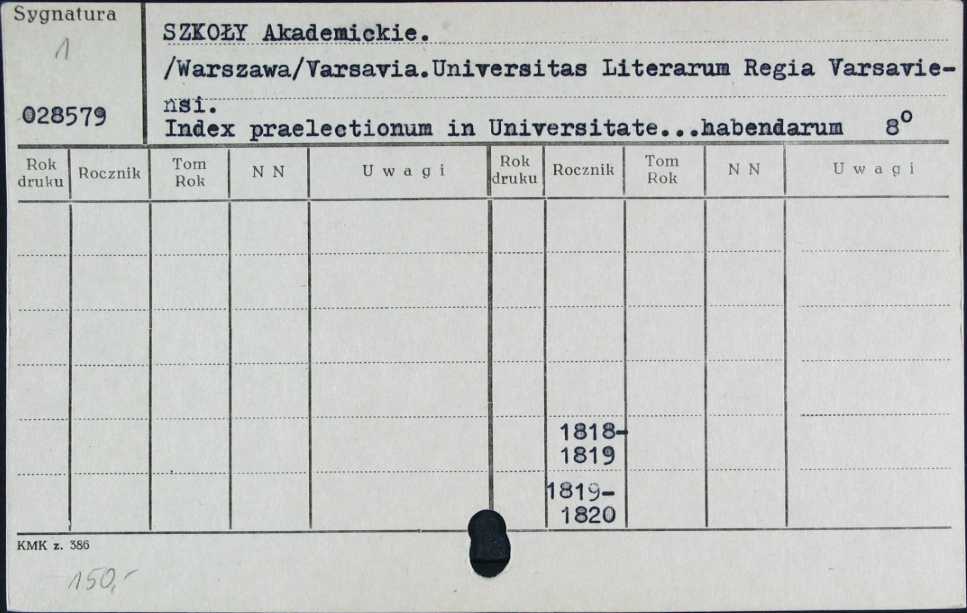 Sygnatura
1
028579
SZKOŁY Akademickie.
/Warszawa/Varsavia.Universitas Literarum Regia Varsavie-
nsi.
Index praelectionum in Universitate...habendarum 8⁰
Rok druku Rocznik Tom Rok N N U w a g i Rok druku Rocznik Tom Rok N N U w a g i
1818-
1819
1819-
1820
KMK z. 386
150,-